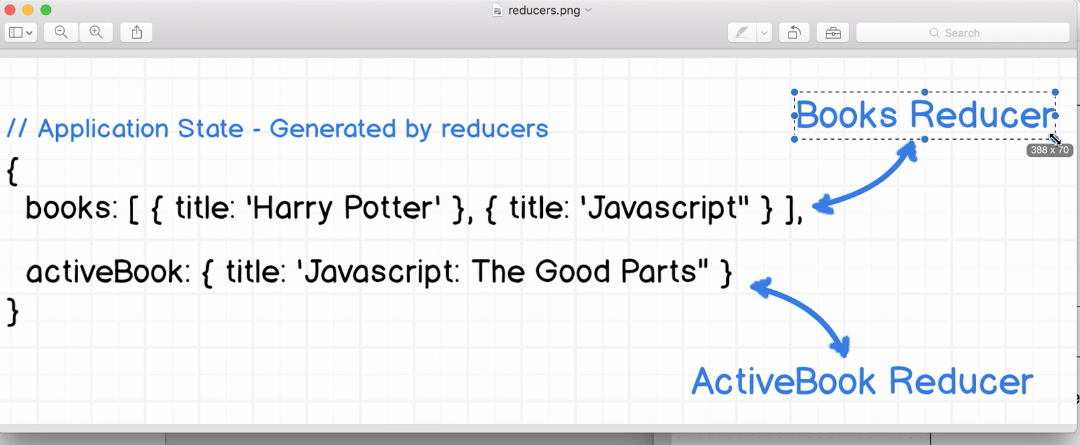 reducers.png
Search
Books Reducer
388 x 70
// Application State - Generated by reducers
{
books: [ { title: 'Harry Potter' }, { title: 'Javascript" } ],
activeBook: { title: 'Javascript: The Good Parts" }
}
ActiveBook Reducer